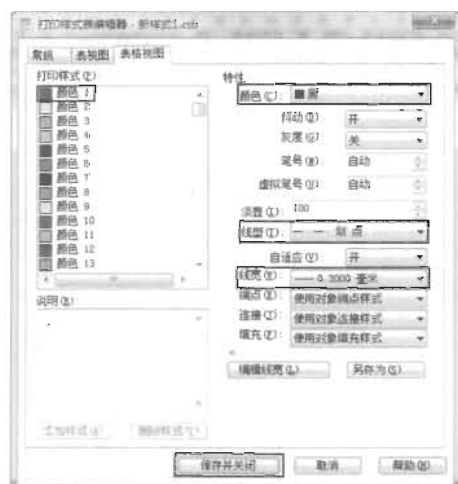 打印样式表编辑器 - 新样式1.ctb
常规 表视图 表格视图
打印样式(P):
颜色 1
颜色 2
颜色 3
颜色 4
颜色 5
颜色 6
颜色 7
颜色 8
颜色 9
颜色 10
颜色 11
颜色 12
颜色 13
说明(R):
添加样式(A) 删除样式(Y)
特性
颜色(C): 黑
抖动(D): 开
灰度(G): 关
笔号(#): 自动
虚拟笔号(U): 自动
淡显(I): 100
线型(T): 划 点
自适应(V): 开
线宽(W): 0.3000 毫米
端点(E): 使用对象端点样式
连接(J): 使用对象连接样式
填充(F): 使用对象填充样式
编辑线宽(L) 另存为(S)
保存并关闭 取消 帮助(H)